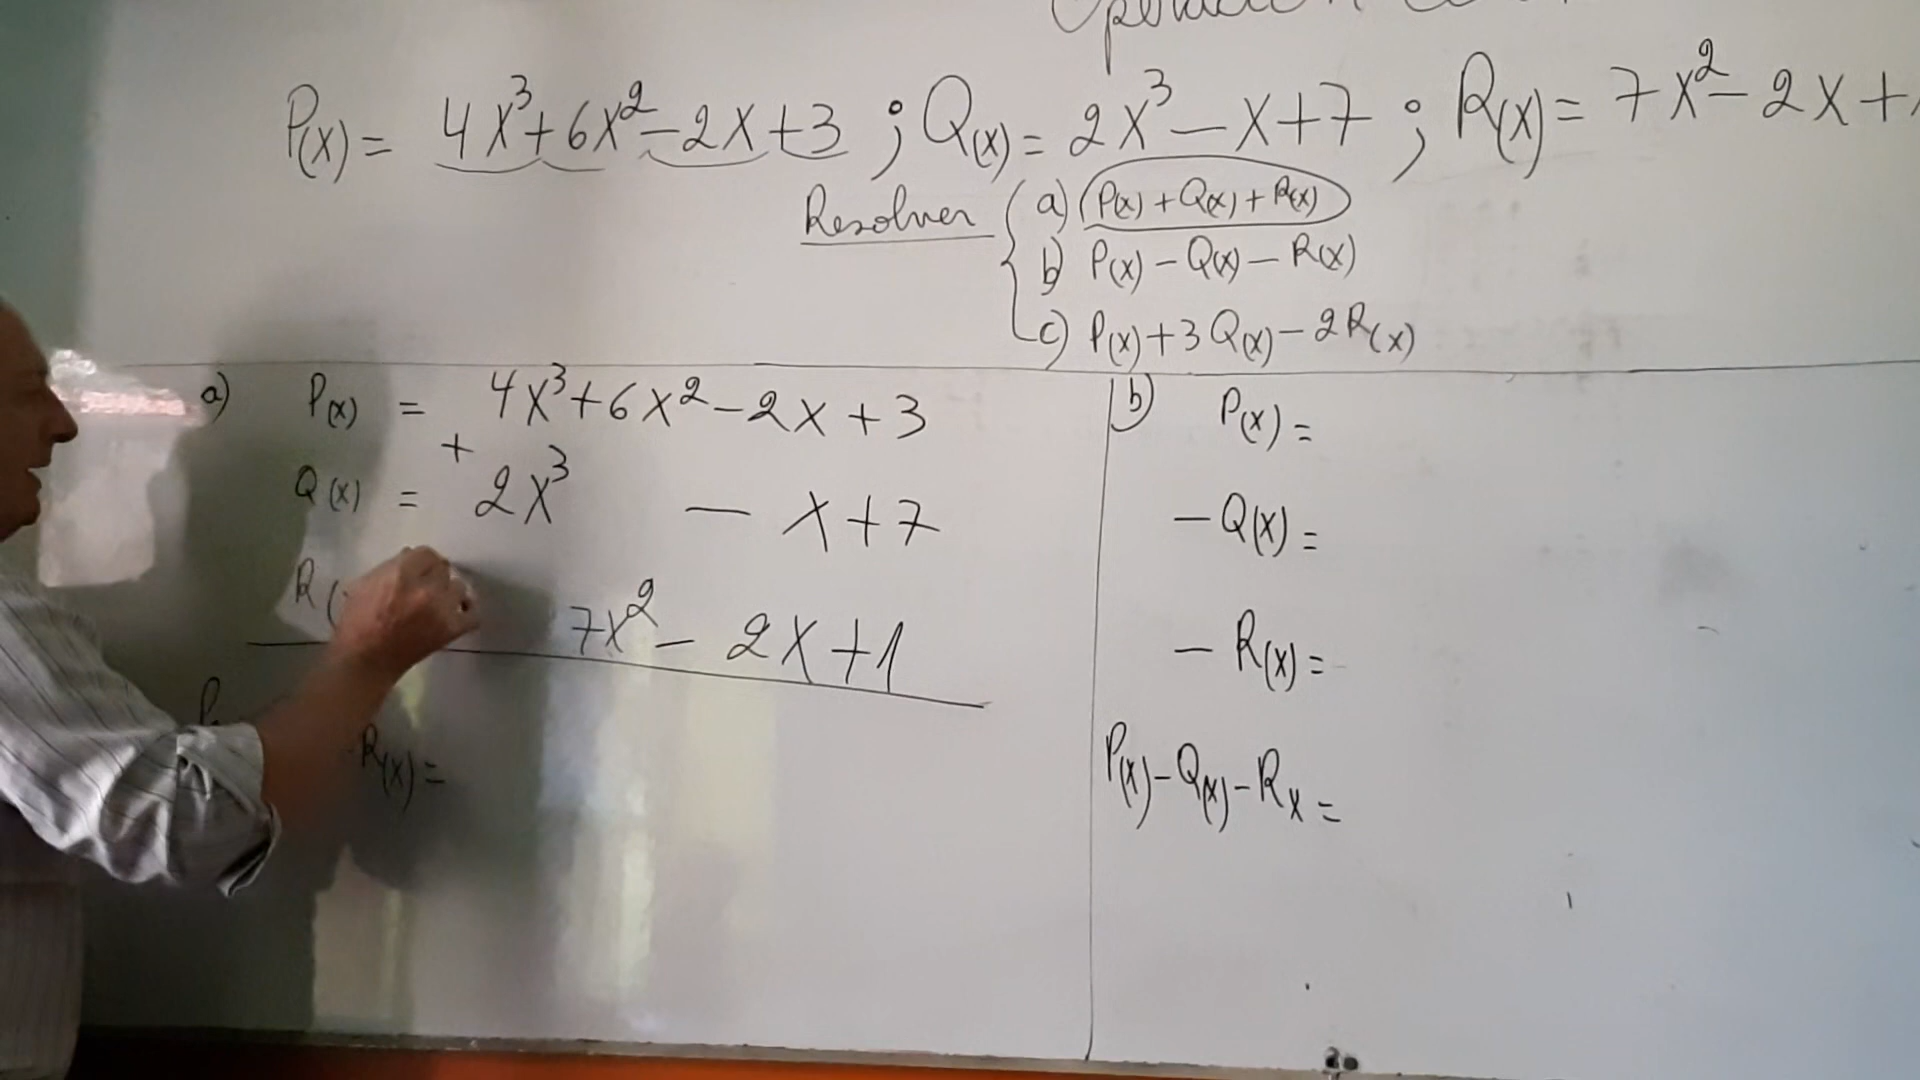 P(x) = 4x³+6x²-2x+3 ; Q(x) = 2x³-x+7 ; R(x) = 7x²-2x+
Resolver
a) P(x)+Q(x)+R(x)
b) P(x)-Q(x)-R(x)
c) P(x)+3Q(x)-2R(x)
a) P(x) = 4x³+6x²-2x+3
+
Q(x) = 2x³ - x+7
R( 7x²-2x+1
R(x) =
b) P(x) =
-Q(x) =
-R(x) =
P(x)-Q(x)-Rx =